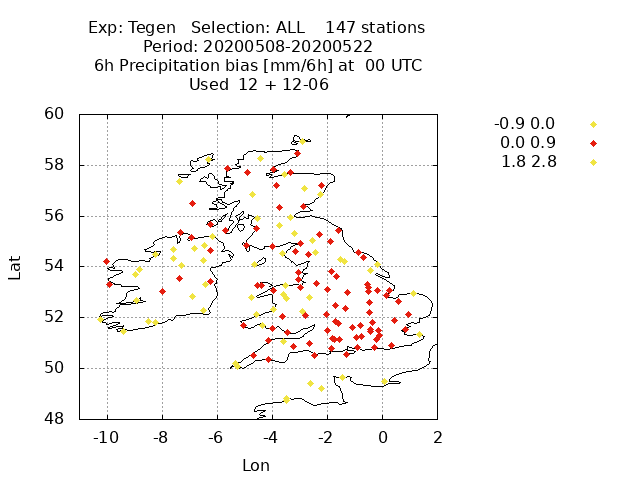 Exp: Tegen   Selection: ALL    147 stations
Period: 20200508-20200522
6h Precipitation bias [mm/6h] at  00 UTC
Used  12 + 12-06
-0.9 0.0
0.0 0.9
1.8 2.8
60
58
56
54
52
50
48
Lat
-10 -8 -6 -4 -2 0 2
Lon